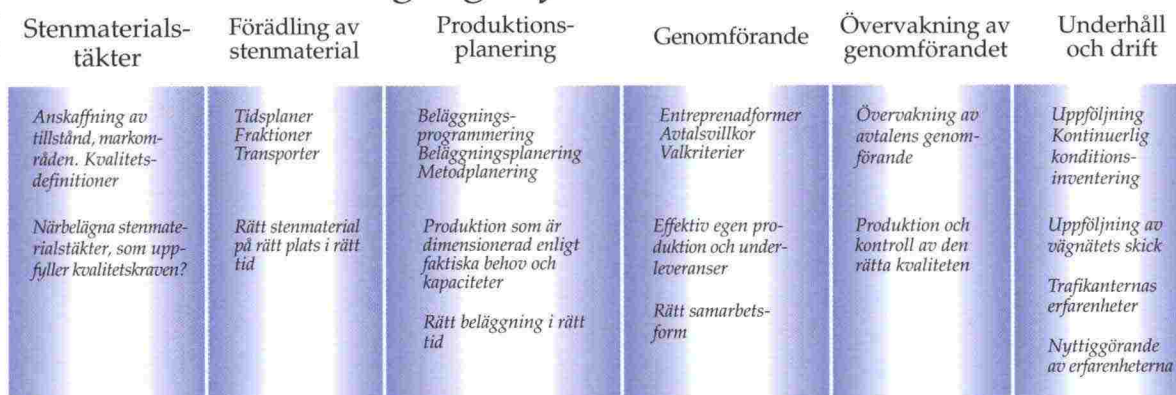 Stenmaterials-
täkter
Anskaffning av
tillstånd, markom-
råden. Kvalitets-
definitioner
Närbelägna stenmate-
rialstäkter, som upp-
fyller kvalitetskraven?
Förädling av
stenmaterial
Tidsplaner
Fraktioner
Transporter
Rätt stenmaterial
på rätt plats i rätt
tid
Produktions-
planering
Beläggnings-
programmering
Beläggningsplanering
Metodplanering
Produktion som är
dimensionerad enligt
faktiska behov och
kapaciteter
Rätt beläggning i rätt
tid
Genomförande
Entreprenadformer
Avtalsvillkor
Valkriterier
Effektiv egen pro-
duktion och under-
leveranser
Rätt samarbets-
form
Övervakning av
genomförandet
Övervakning av
avtalens genom-
förande
Produktion och
kontroll av den
rätta kvaliteten
Underhåll
och drift
Uppföljning
Kontinuerlig
konditions-
inventering
Uppföljning av
vägnätets skick
Trafikanternas
erfarenheter
Nyttiggörande
av erfarenheterna